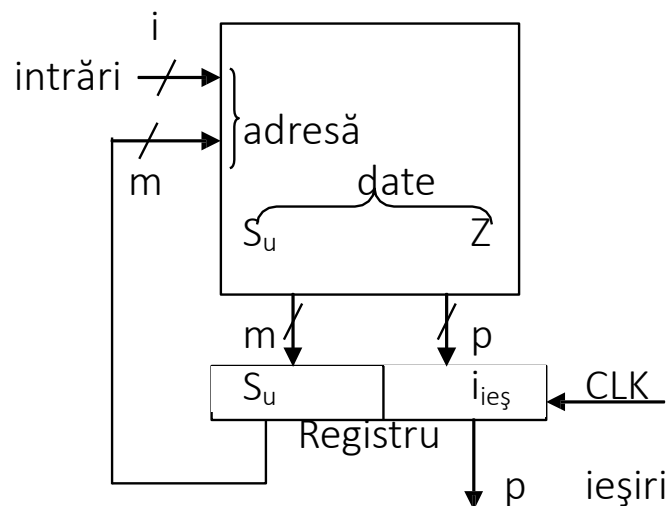 i
intrări
adresă
m
date
Sᵤ Z
m p
Sᵤ iᵢₑş CLK
Registru
p ieşiri